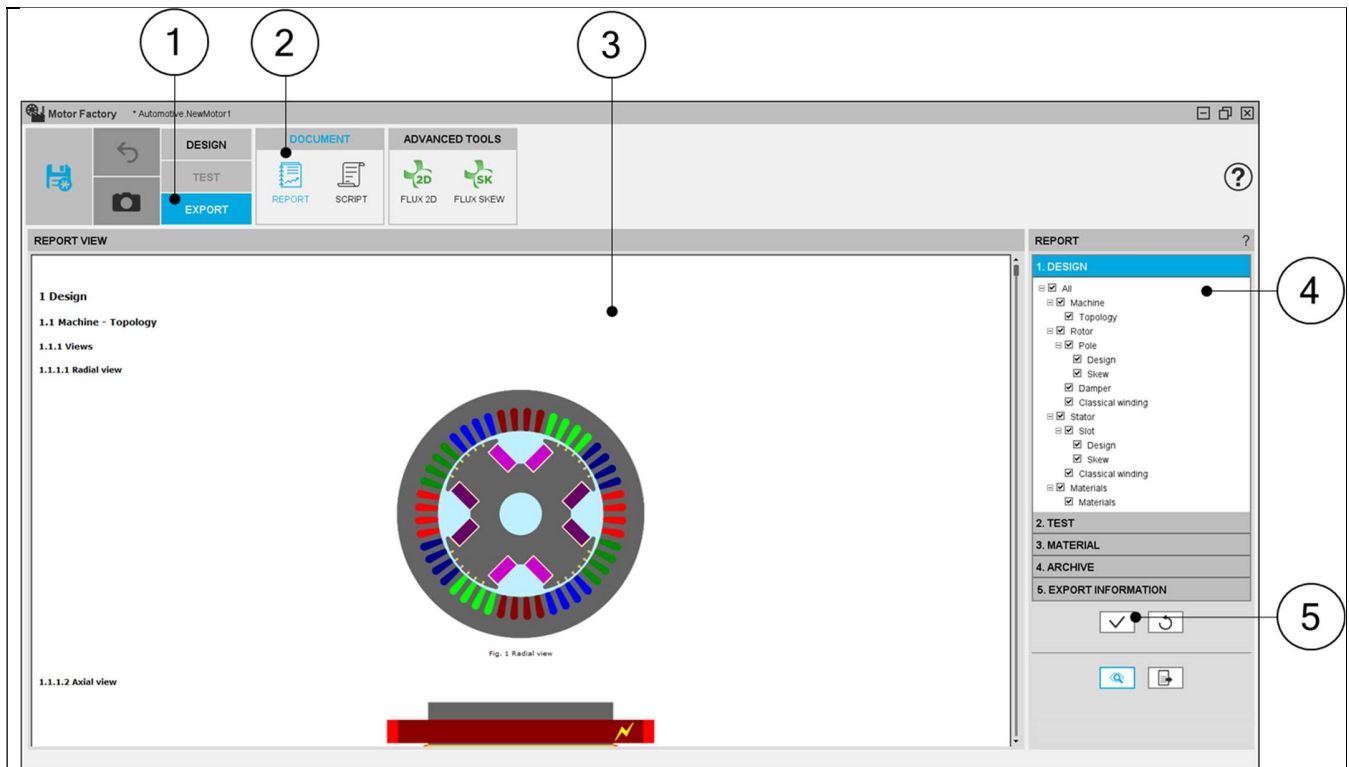 1
2
3
Motor Factory * Automotive.NewMotor1
DESIGN
TEST
EXPORT
DOCUMENT
REPORT
SCRIPT
ADVANCED TOOLS
2D
FLUX 2D
SK
FLUX SKEW
?
REPORT VIEW
1 Design
1.1 Machine - Topology
1.1.1 Views
1.1.1.1 Radial view
Fig. 1 Radial view
1.1.1.2 Axial view
REPORT ?
1. DESIGN
All
Machine
Topology
Rotor
Pole
Design
Skew
Damper
Classical winding
Stator
Slot
Design
Skew
Classical winding
Materials
Materials
2. TEST
3. MATERIAL
4. ARCHIVE
5. EXPORT INFORMATION
4
5